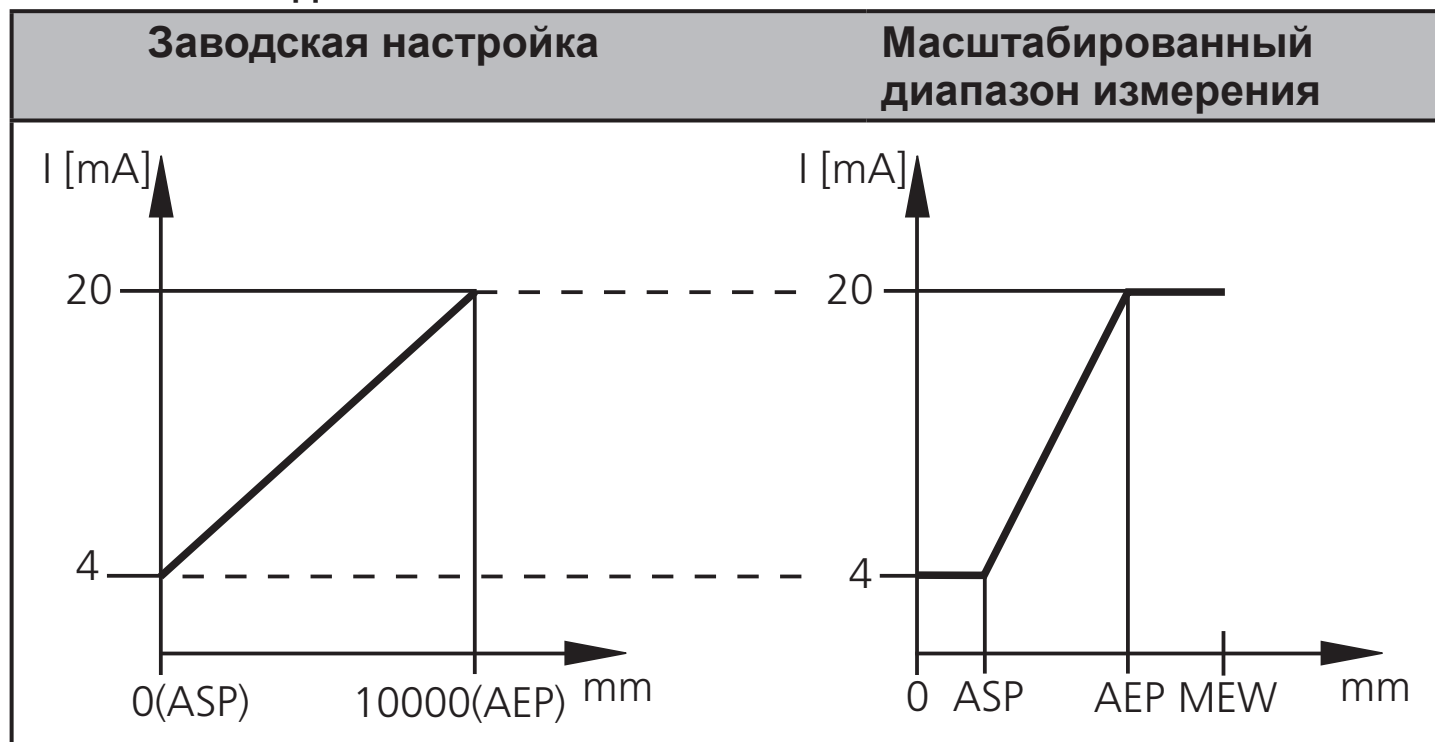 Заводская настройка
Масштабированный
диапазон измерения
I [mA]
20
4
0(ASP)
10000(AEP)
mm
I [mA]
20
4
0
ASP
AEP
MEW
mm